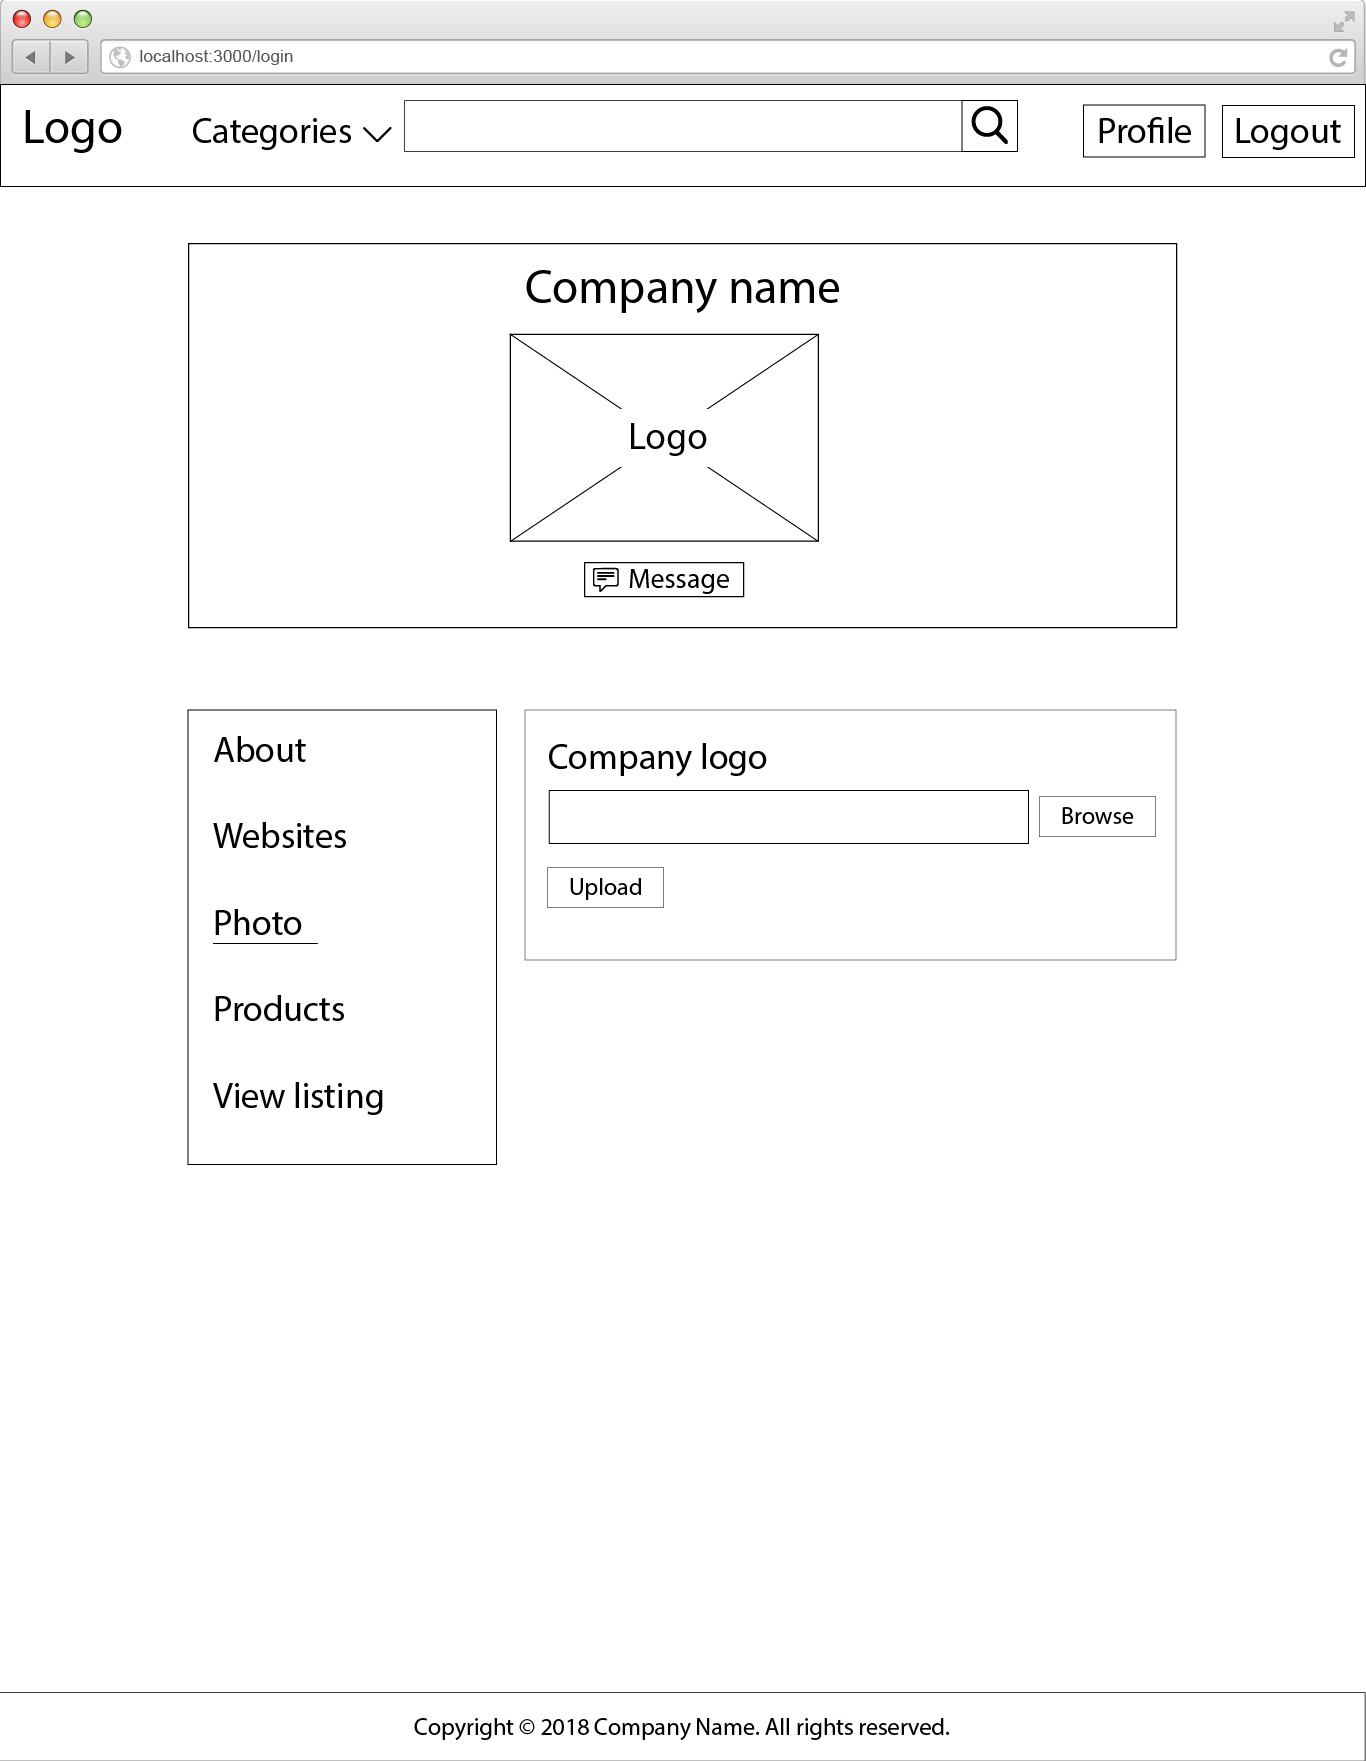 localhost:3000/login
Logo Categories Profile Logout
Company name
Logo
Message
About
Websites
Photo
Products
View listing
Company logo
Browse
Upload
Copyright © 2018 Company Name. All rights reserved.